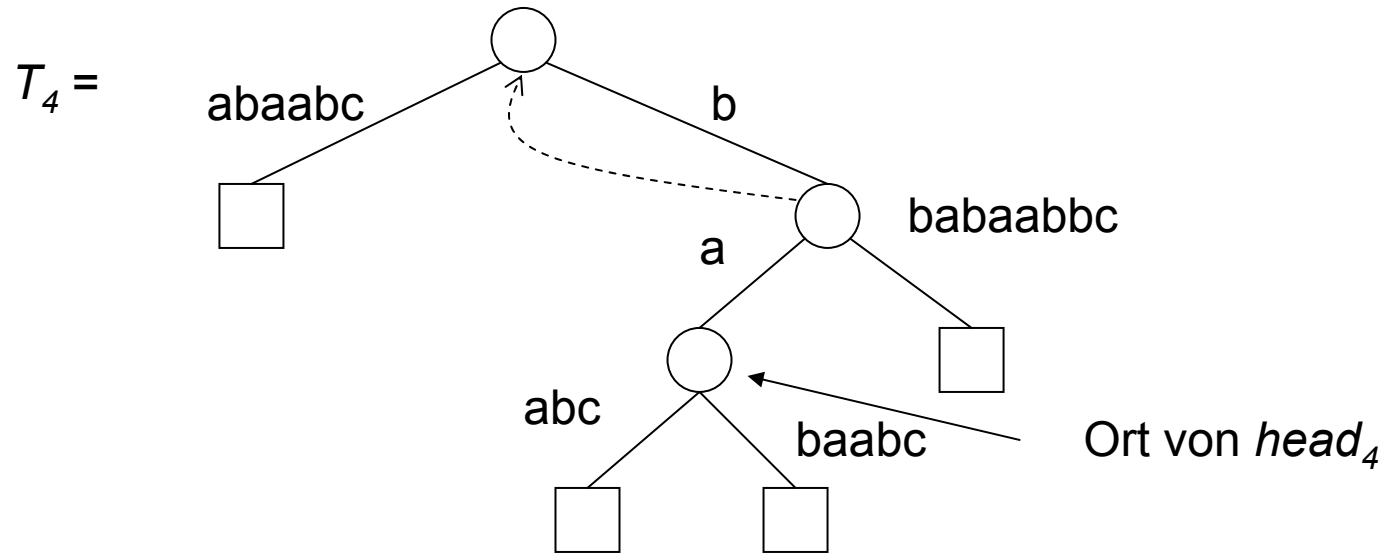 T4 =
abaabc
b
babaabbc
a
abc
baabc
Ort von head4